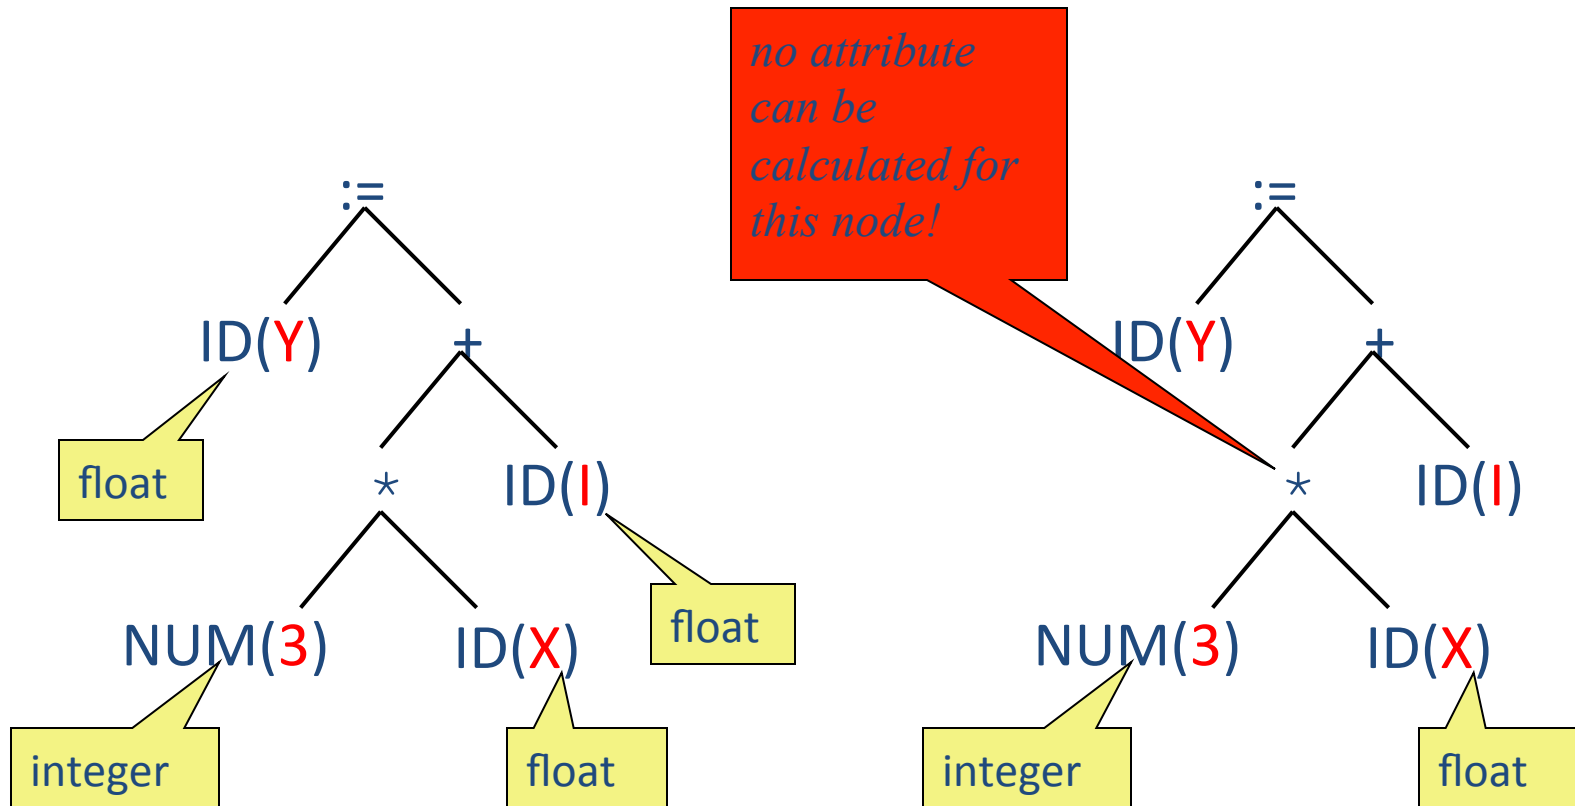 no attribute
can be
calculated for
this node!
:=
ID(Y)
+
float
*
ID(I)
float
NUM(3)
ID(X)
integer
float
:=
ID(Y)
+
*
ID(I)
NUM(3)
ID(X)
integer
float